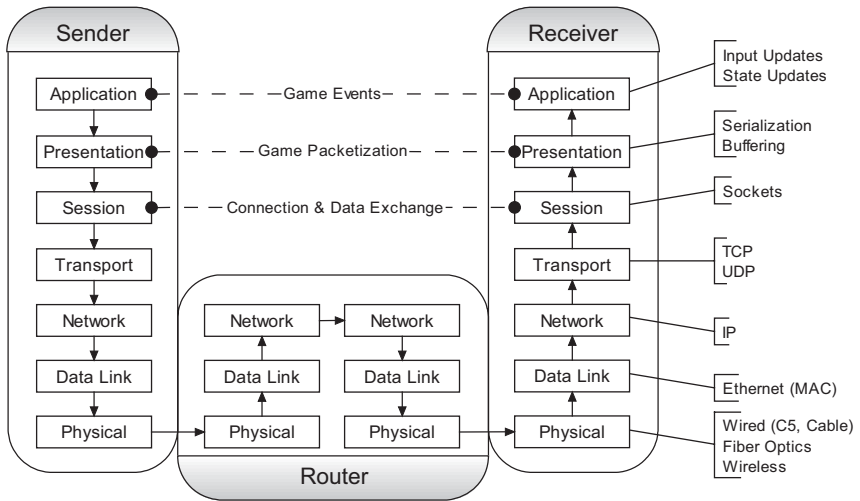 Sender
Receiver
Application
Game Events
Application
Input Updates
State Updates
Presentation
Game Packetization
Presentation
Serialization
Buffering
Session
Connection & Data Exchange
Session
Sockets
Transport
Transport
TCP
UDP
Network
Network
Network
Network
IP
Data Link
Data Link
Data Link
Data Link
Ethernet (MAC)
Physical
Physical
Physical
Physical
Wired (C5, Cable)
Fiber Optics
Wireless
Router